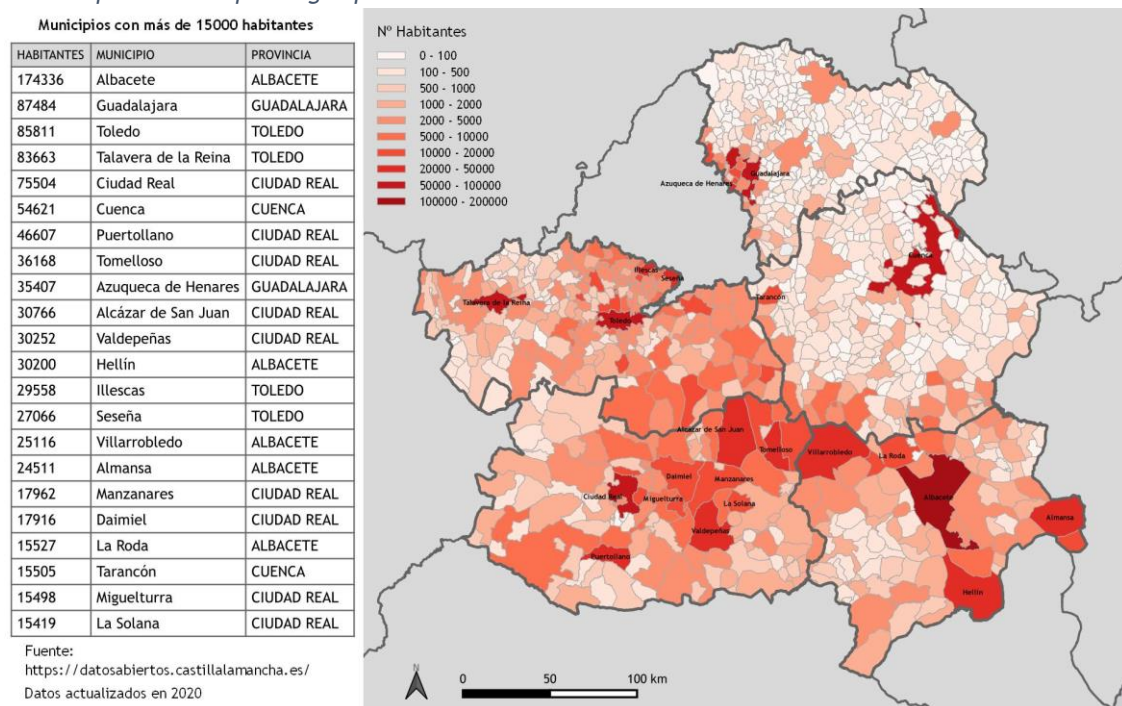 Municipios con más de 15000 habitantes
HABITANTES MUNICIPIO PROVINCIA
174336 Albacete ALBACETE
87484 Guadalajara GUADALAJARA
85811 Toledo TOLEDO
83663 Talavera de la Reina TOLEDO
75504 Ciudad Real CIUDAD REAL
54621 Cuenca CUENCA
46607 Puertollano CIUDAD REAL
36168 Tomelloso CIUDAD REAL
35407 Azuqueca de Henares GUADALAJARA
30766 Alcázar de San Juan CIUDAD REAL
30252 Valdepeñas CIUDAD REAL
30200 Hellín ALBACETE
29558 Illescas TOLEDO
27066 Seseña TOLEDO
25116 Villarrobledo ALBACETE
24511 Almansa ALBACETE
17962 Manzanares CIUDAD REAL
17916 Daimiel CIUDAD REAL
15527 La Roda ALBACETE
15505 Tarancón CUENCA
15498 Miguelturra CIUDAD REAL
15419 La Solana CIUDAD REAL
Fuente:
https://datosabiertos.castillalamancha.es/
Datos actualizados en 2020
Nº Habitantes
0 - 100
100 - 500
500 - 1000
1000 - 2000
2000 - 5000
5000 - 10000
10000 - 20000
20000 - 50000
50000 - 100000
100000 - 200000
Guadalajara
Azuqueca de Henares
Cuenca
Illescas
Seseña
Tarancón
Talavera de la Reina
Toledo
Alcázar de San Juan
Tomelloso
Villarrobledo
La Roda
Daimiel
Manzanares
Ciudad Real
Miguelturra
La Solana
Albacete
Almansa
Valdepeñas
Puertollano
Hellín
N
0 50 100 km